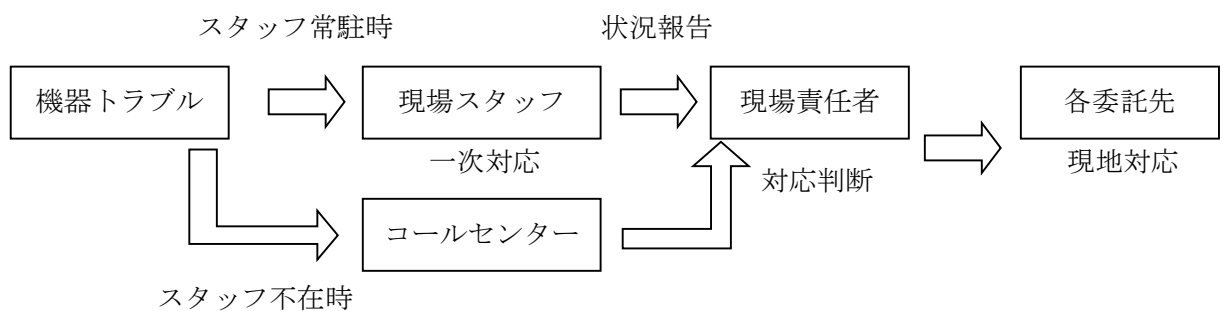 スタッフ常駐時
状況報告
機器トラブル
現場スタッフ
現場責任者
各委託先
一次対応
現地対応
対応判断
コールセンター
スタッフ不在時